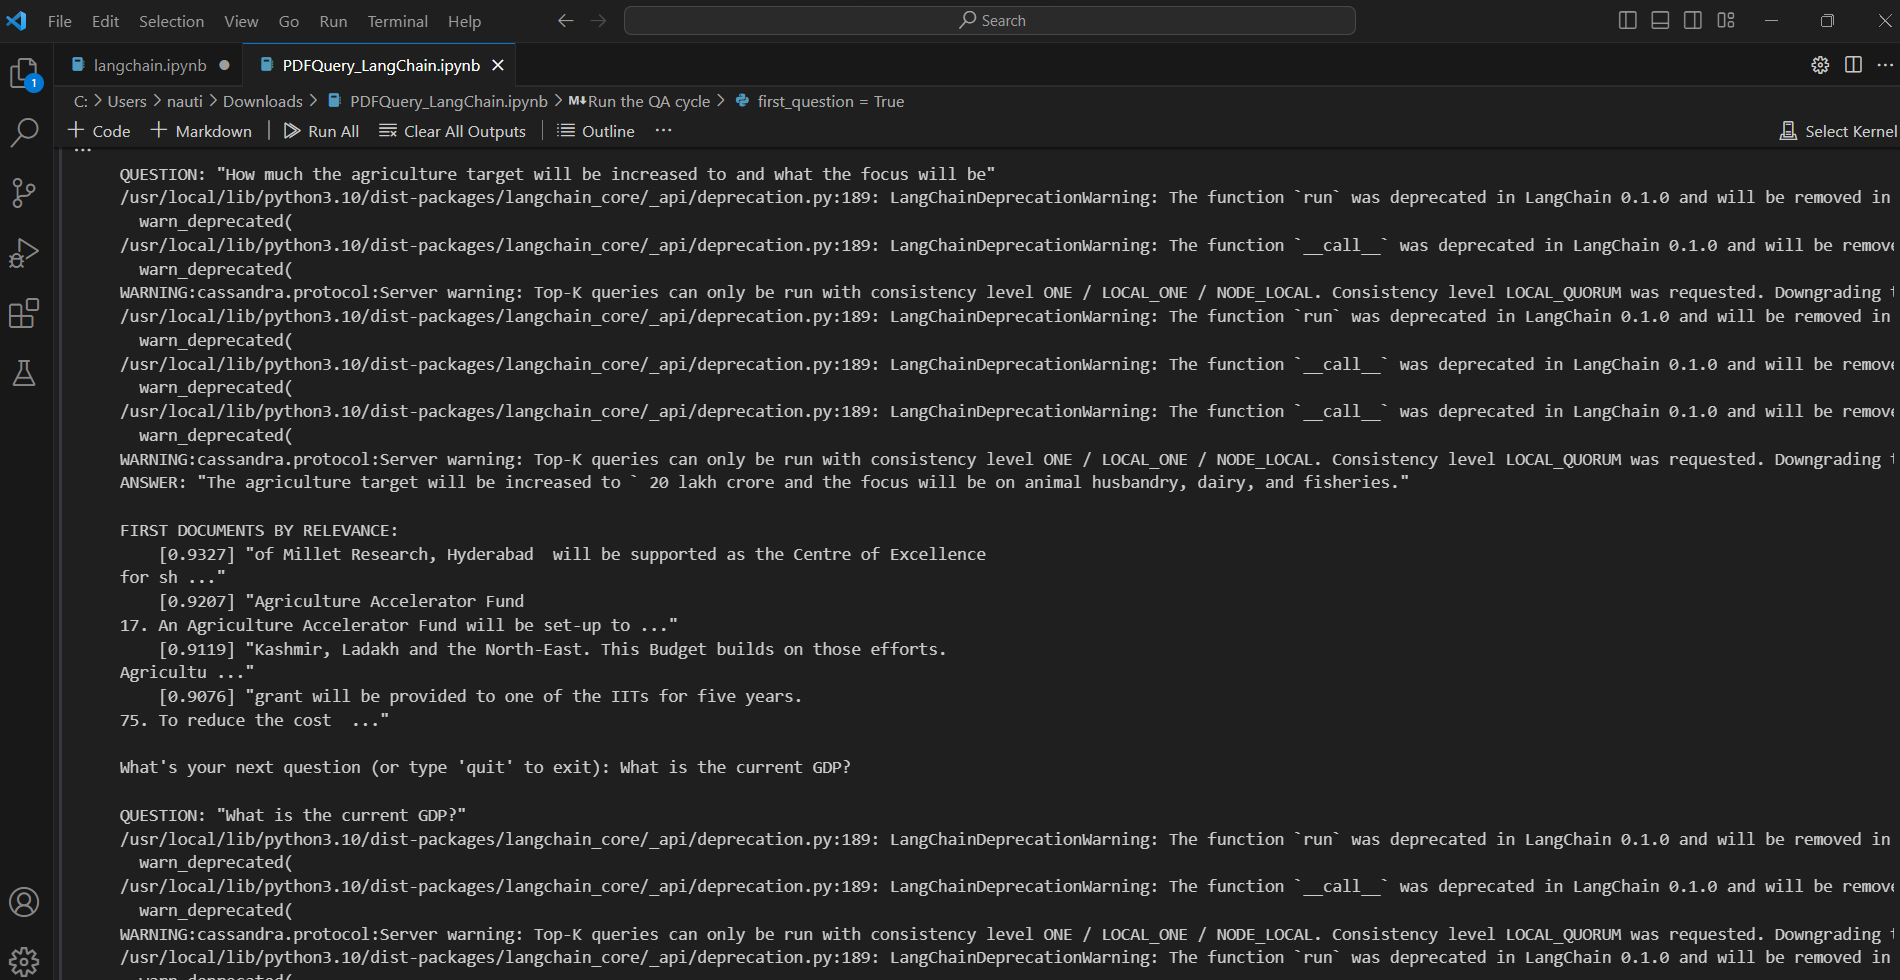 File Edit Selection View Go Run Terminal Help Search
1
langchain.ipynb PDFQuery_LangChain.ipynb
C: > Users > nauti > Downloads > PDFQuery_LangChain.ipynb > M↓Run the QA cycle > first_question = True
+ Code + Markdown Run All Clear All Outputs Outline ...
Select Kernel
...
QUESTION: "How much the agriculture target will be increased to and what the focus will be"
/usr/local/lib/python3.10/dist-packages/langchain_core/_api/deprecation.py:189: LangChainDeprecationWarning: The function `run` was deprecated in LangChain 0.1.0 and will be removed in
warn_deprecated(
/usr/local/lib/python3.10/dist-packages/langchain_core/_api/deprecation.py:189: LangChainDeprecationWarning: The function `__call__` was deprecated in LangChain 0.1.0 and will be remove
warn_deprecated(
WARNING:cassandra.protocol:Server warning: Top-K queries can only be run with consistency level ONE / LOCAL_ONE / NODE_LOCAL. Consistency level LOCAL_QUORUM was requested. Downgrading t
/usr/local/lib/python3.10/dist-packages/langchain_core/_api/deprecation.py:189: LangChainDeprecationWarning: The function `run` was deprecated in LangChain 0.1.0 and will be removed in
warn_deprecated(
/usr/local/lib/python3.10/dist-packages/langchain_core/_api/deprecation.py:189: LangChainDeprecationWarning: The function `__call__` was deprecated in LangChain 0.1.0 and will be remove
warn_deprecated(
/usr/local/lib/python3.10/dist-packages/langchain_core/_api/deprecation.py:189: LangChainDeprecationWarning: The function `__call__` was deprecated in LangChain 0.1.0 and will be remove
warn_deprecated(
WARNING:cassandra.protocol:Server warning: Top-K queries can only be run with consistency level ONE / LOCAL_ONE / NODE_LOCAL. Consistency level LOCAL_QUORUM was requested. Downgrading t
ANSWER: "The agriculture target will be increased to ` 20 lakh crore and the focus will be on animal husbandry, dairy, and fisheries."
FIRST DOCUMENTS BY RELEVANCE:
[0.9327] "of Millet Research, Hyderabad  will be supported as the Centre of Excellence
for sh ..."
[0.9207] "Agriculture Accelerator Fund
17. An Agriculture Accelerator Fund will be set-up to ..."
[0.9119] "Kashmir, Ladakh and the North-East. This Budget builds on those efforts.
Agricultu ..."
[0.9076] "grant will be provided to one of the IITs for five years.
75. To reduce the cost  ..."
What's your next question (or type 'quit' to exit): What is the current GDP?
QUESTION: "What is the current GDP?"
/usr/local/lib/python3.10/dist-packages/langchain_core/_api/deprecation.py:189: LangChainDeprecationWarning: The function `run` was deprecated in LangChain 0.1.0 and will be removed in
warn_deprecated(
/usr/local/lib/python3.10/dist-packages/langchain_core/_api/deprecation.py:189: LangChainDeprecationWarning: The function `__call__` was deprecated in LangChain 0.1.0 and will be remove
warn_deprecated(
WARNING:cassandra.protocol:Server warning: Top-K queries can only be run with consistency level ONE / LOCAL_ONE / NODE_LOCAL. Consistency level LOCAL_QUORUM was requested. Downgrading t
/usr/local/lib/python3.10/dist-packages/langchain_core/_api/deprecation.py:189: LangChainDeprecationWarning: The function `run` was deprecated in LangChain 0.1.0 and will be removed in
warn_deprecated(